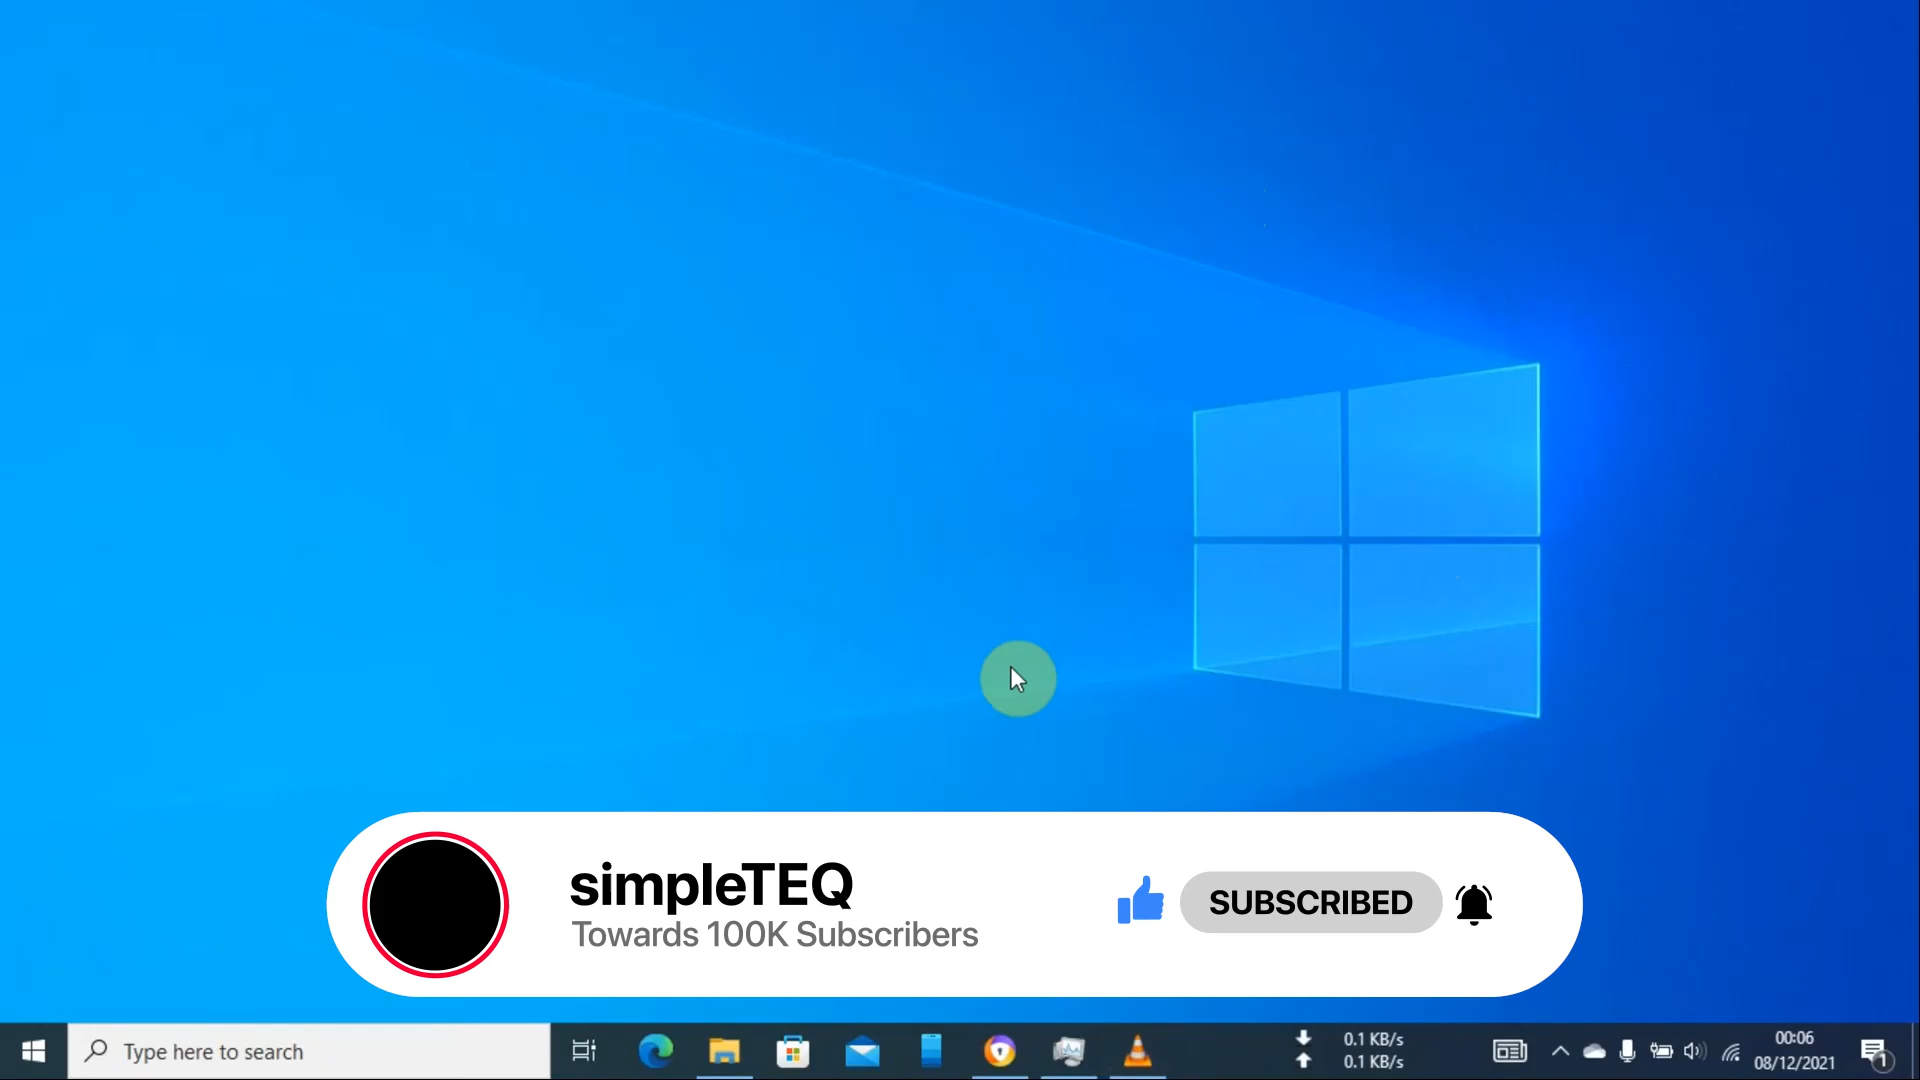 simpleTEQ
Towards 100K Subscribers
SUBSCRIBED
Type here to search
0.1 KB/s
0.1 KB/s
00:06
08/12/2021
1